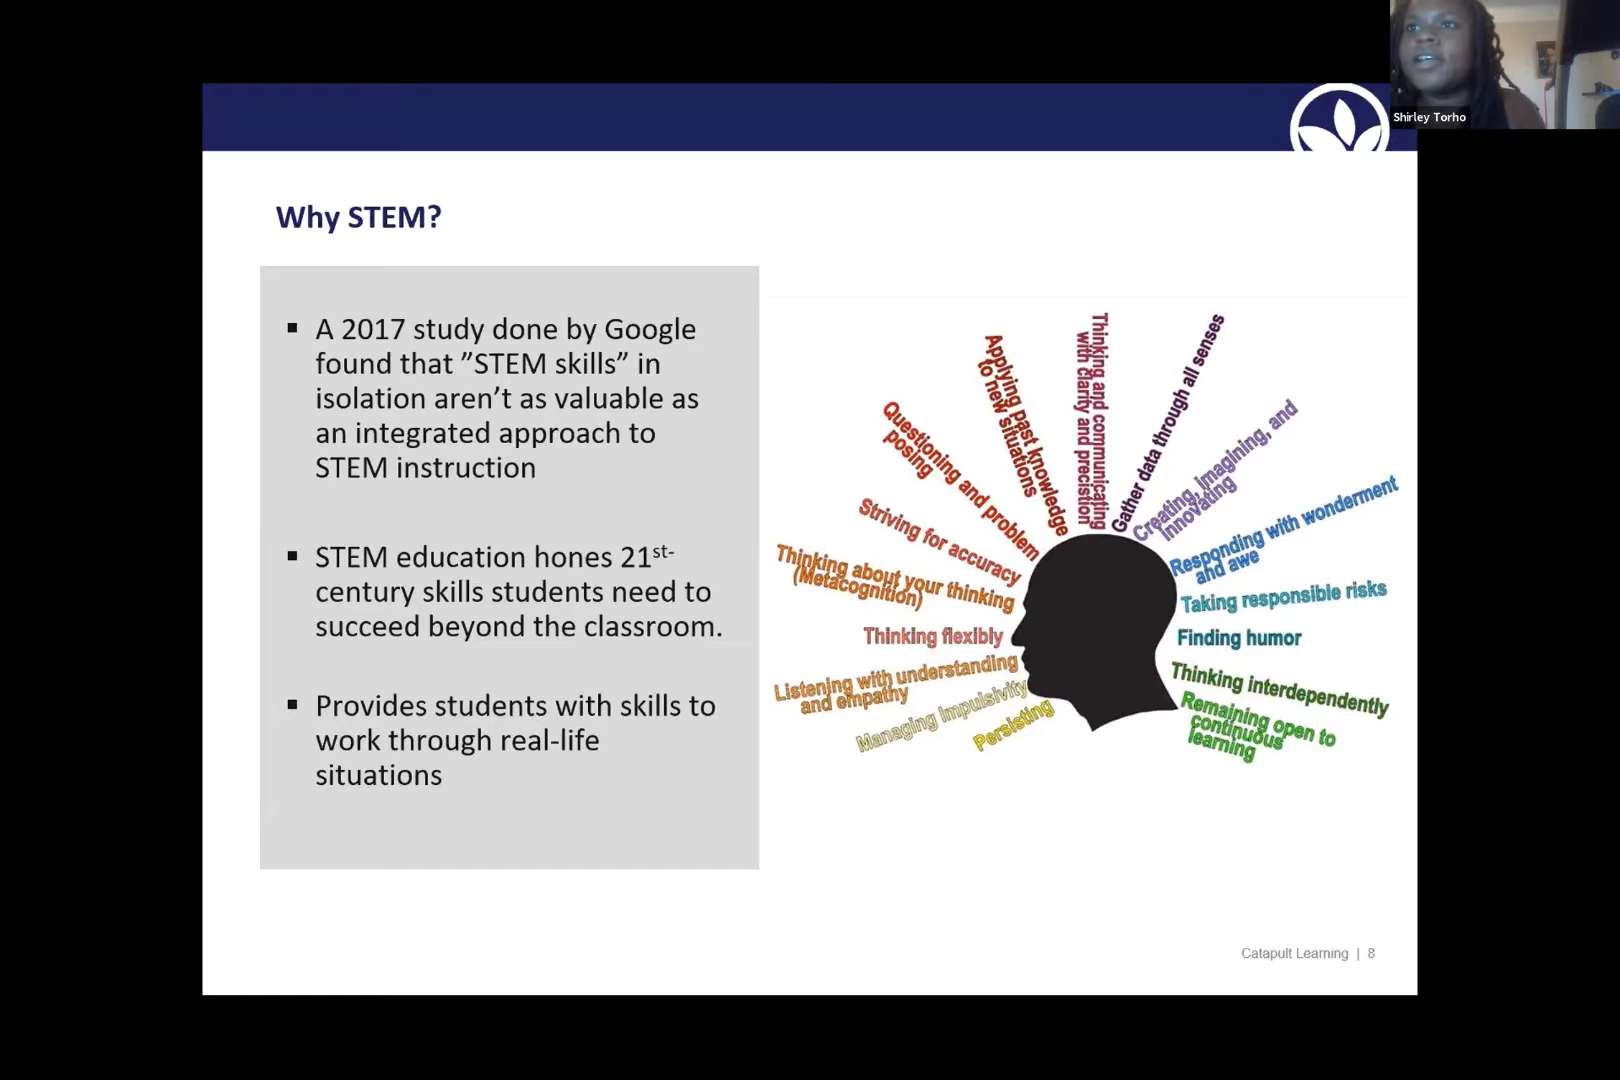 Shirley Torho
Why STEM?
▪ A 2017 study done by Google
found that ”STEM skills” in
isolation aren’t as valuable as
an integrated approach to
STEM instruction
▪ STEM education hones 21st-
century skills students need to
succeed beyond the classroom.
▪ Provides students with skills to
work through real-life
situations
Persisting
Managing Impulsivity
Listening with understanding
and empathy
Thinking flexibly
Thinking about your thinking
(Metacognition)
Striving for accuracy
Questioning and problem
posing
Applying past knowledge
to new situations
Thinking and communicating
with clarity and precistion
Gather data through all senses
Creating, imagining, and
Innovating
Responding with wonderment
and awe
Taking responsible risks
Finding humor
Thinking interdependently
Remaining open to
continuous
learning
Catapult Learning | 8